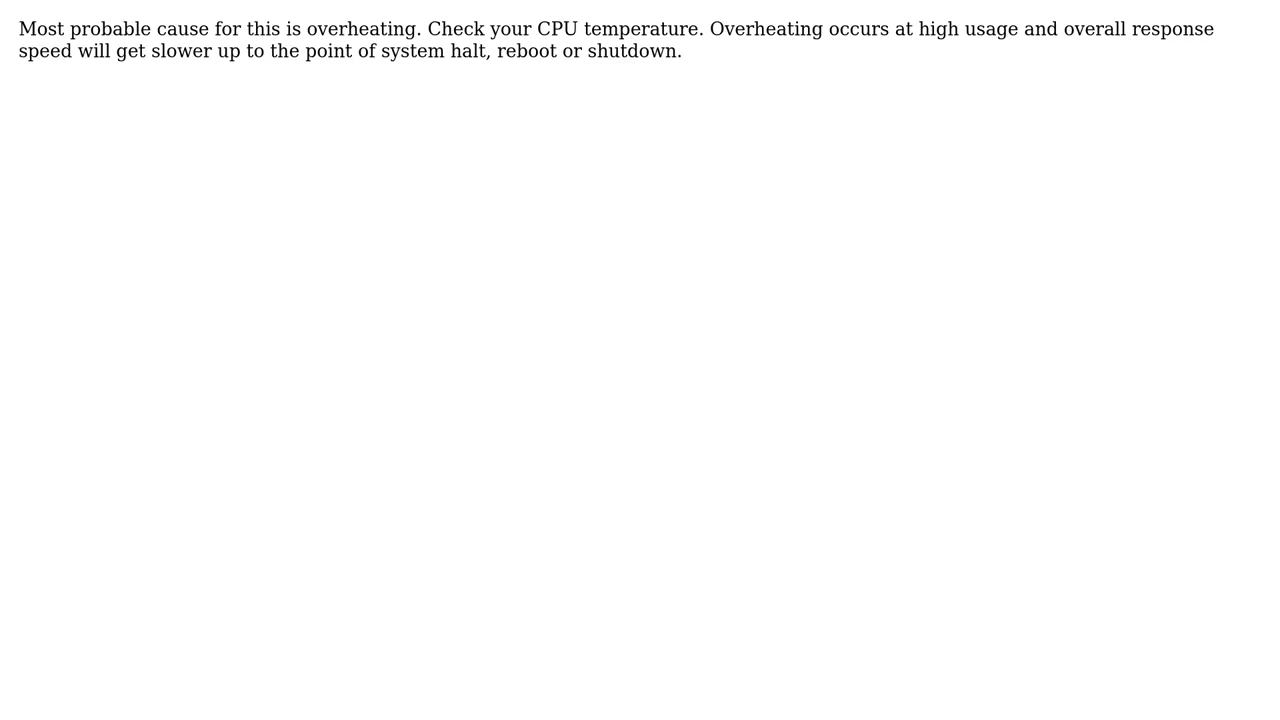 Most probable cause for this is overheating. Check your CPU temperature. Overheating occurs at high usage and overall response
speed will get slower up to the point of system halt, reboot or shutdown.